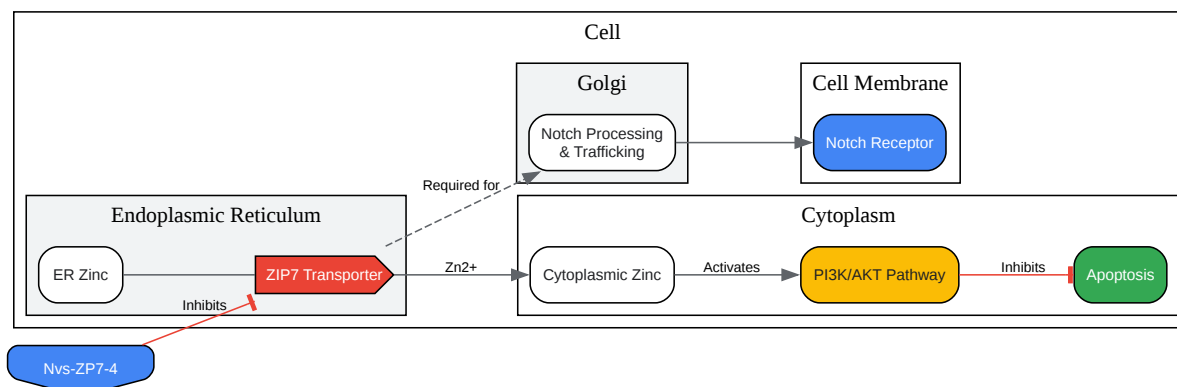 Cell
Golgi
Cell Membrane
Notch Processing
& Trafficking
Notch Receptor
Required for
Endoplasmic Reticulum
Cytoplasm
ER Zinc
ZIP7 Transporter
Zn2+
Cytoplasmic Zinc
Activates
PI3K/AKT Pathway
Inhibits
Apoptosis
Inhibits
Nvs-ZP7-4